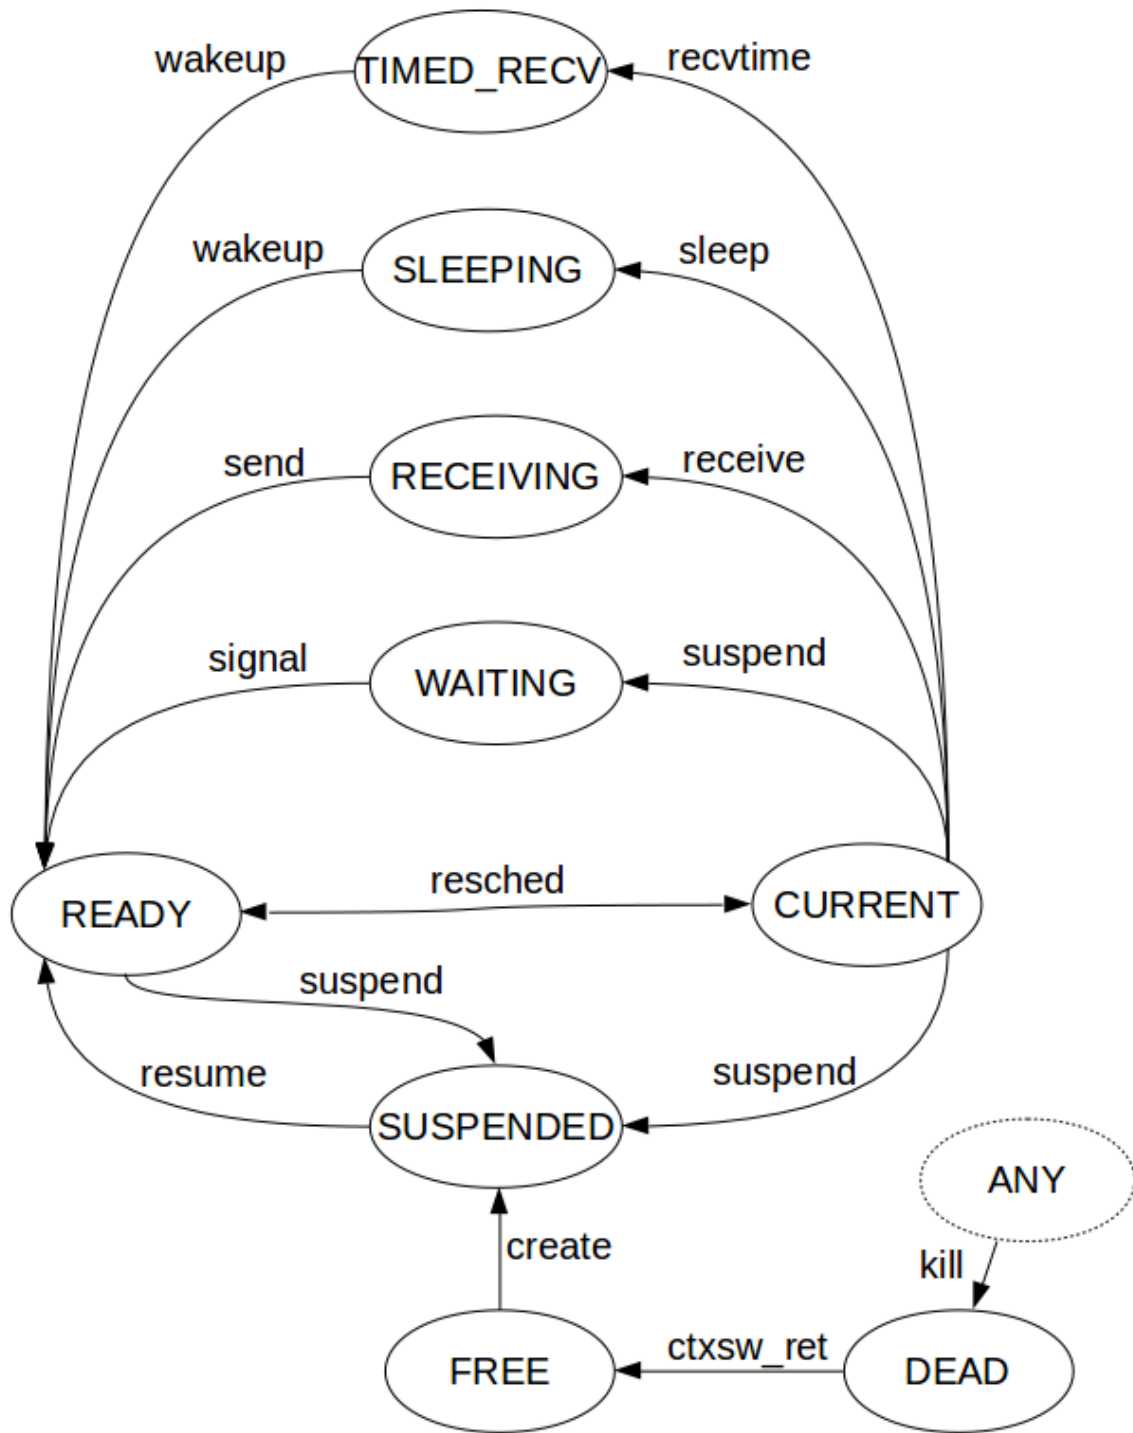 wakeup
TIMED_RECV
recvtime
wakeup
SLEEPING
sleep
send
RECEIVING
receive
signal
WAITING
suspend
READY
resched
CURRENT
suspend
resume
SUSPENDED
suspend
ANY
create
kill
FREE
ctxsw_ret
DEAD